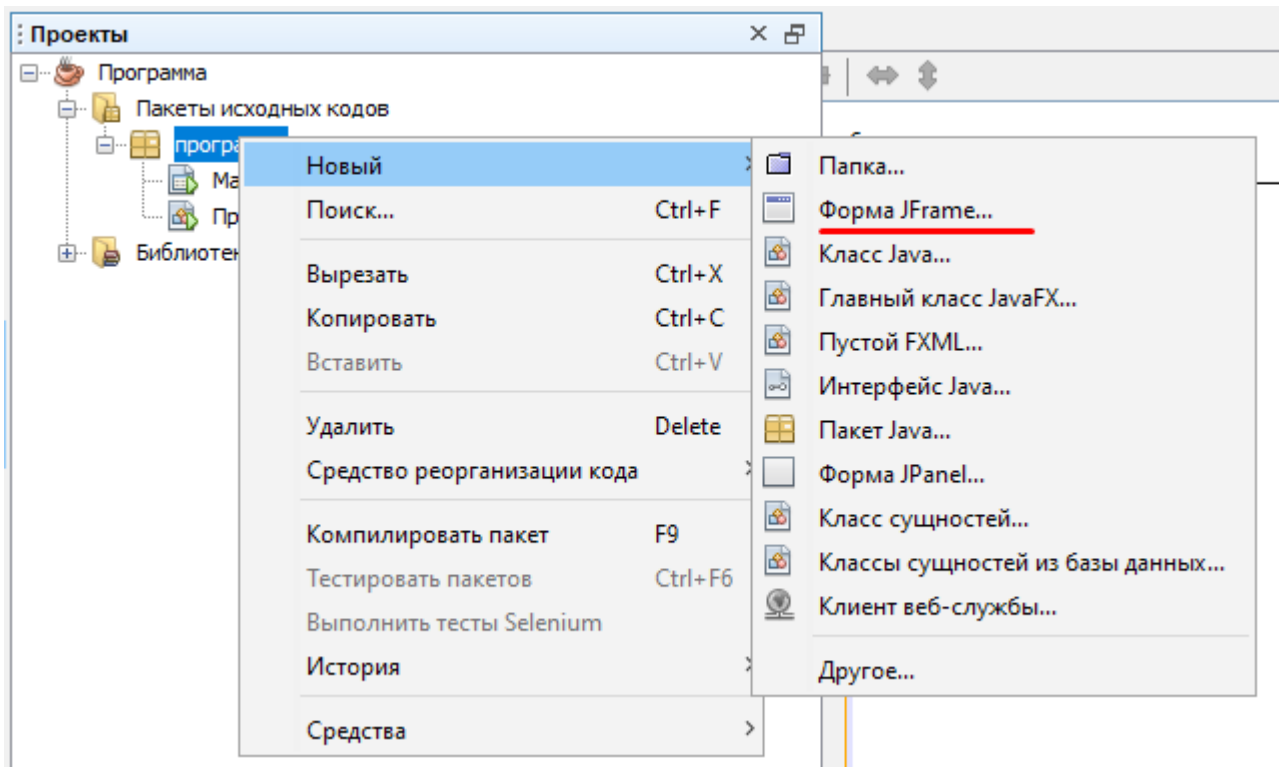 Проекты
Программа
Пакеты исходных кодов
Новый
Поиск... Ctrl+F
Вырезать Ctrl+X
Копировать Ctrl+C
Вставить Ctrl+V
Удалить Delete
Средство реорганизации кода
Компилировать пакет F9
Тестировать пакетов Ctrl+F6
Выполнить тесты Selenium
История
Средства
Папка...
Форма JFrame...
Класс Java...
Главный класс JavaFX...
Пустой FXML...
Интерфейс Java...
Пакет Java...
Форма JPanel...
Класс сущностей...
Классы сущностей из базы данных...
Клиент веб-службы...
Другое...